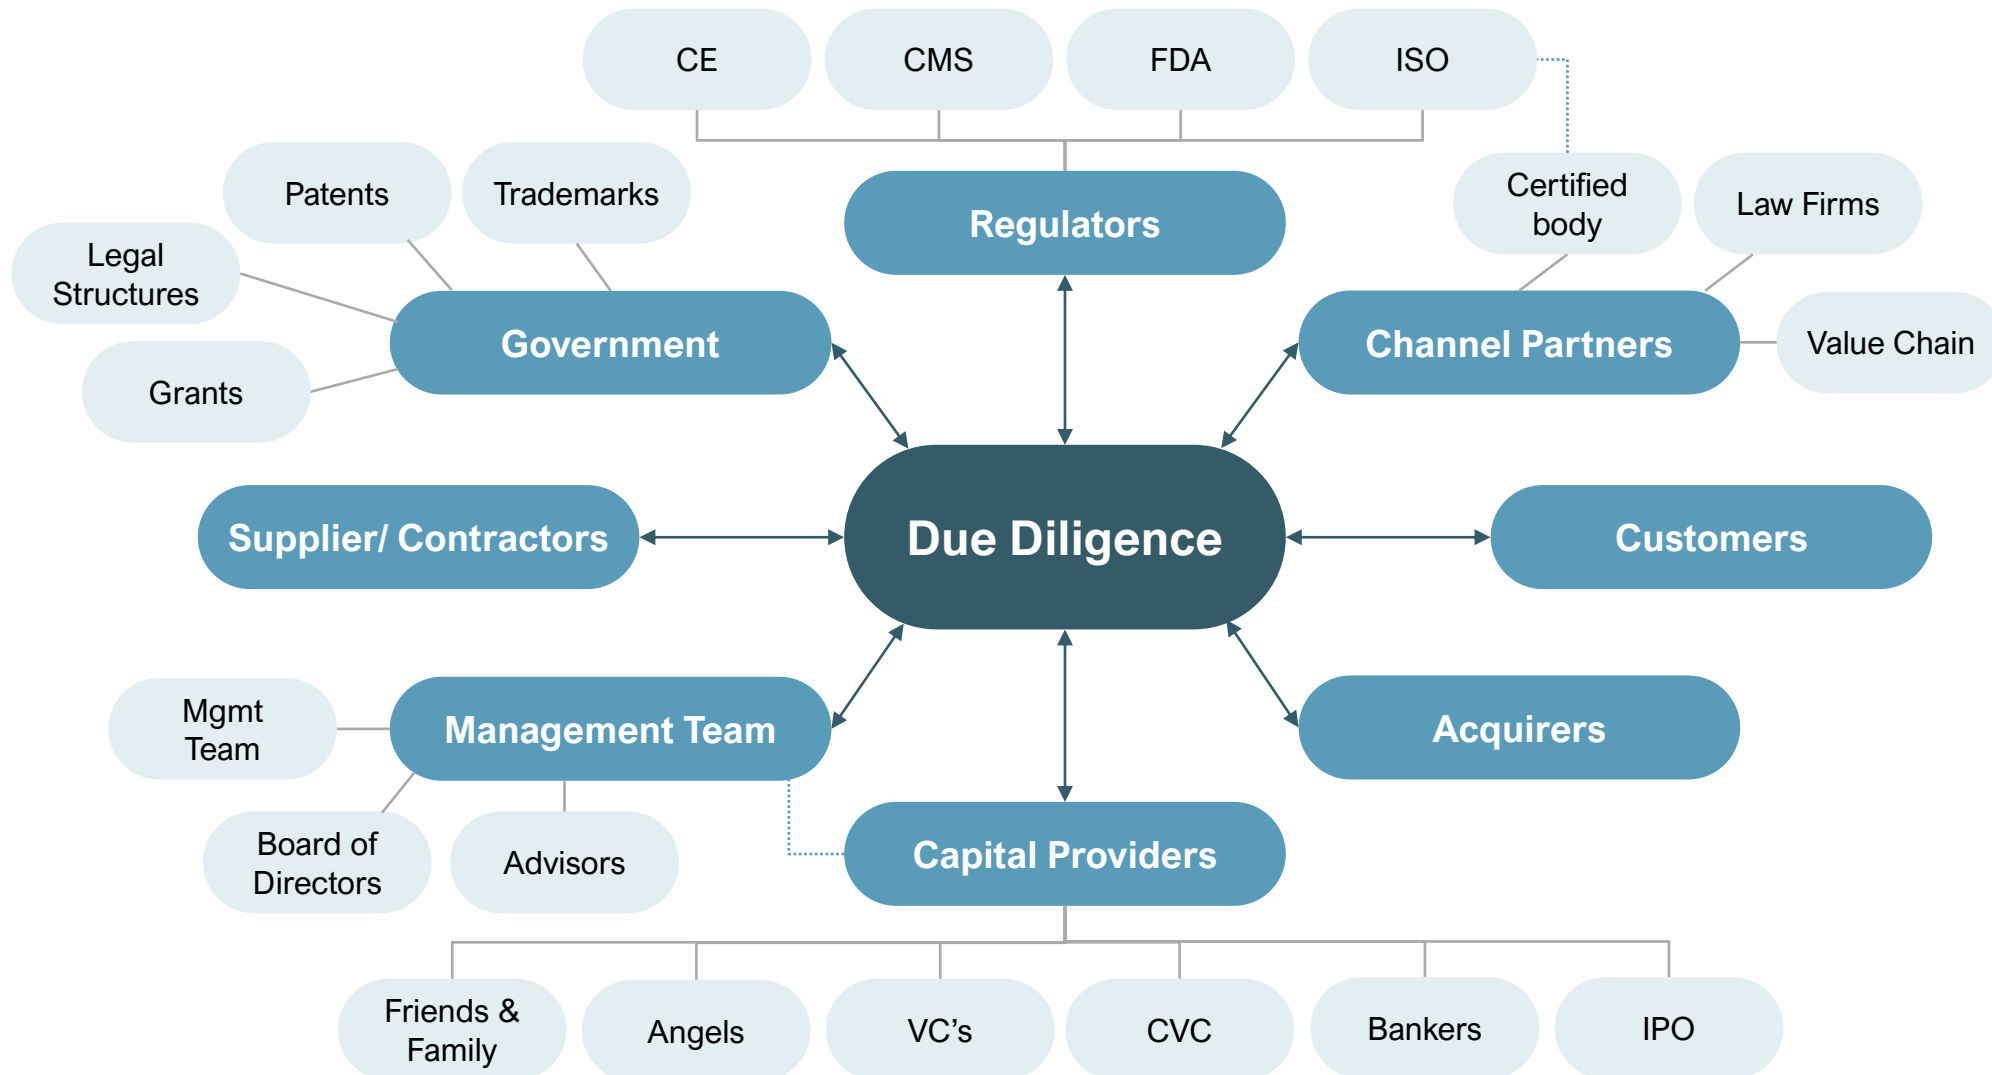 CE
CMS
FDA
ISO
Patents
Trademarks
Certified
body
Law Firms
Regulators
Legal
Structures
Government
Channel Partners
Value Chain
Grants
Supplier/ Contractors
Due Diligence
Customers
Mgmt
Team
Management Team
Acquirers
Board of
Directors
Advisors
Capital Providers
Friends &
Family
Angels
VC’s
CVC
Bankers
IPO